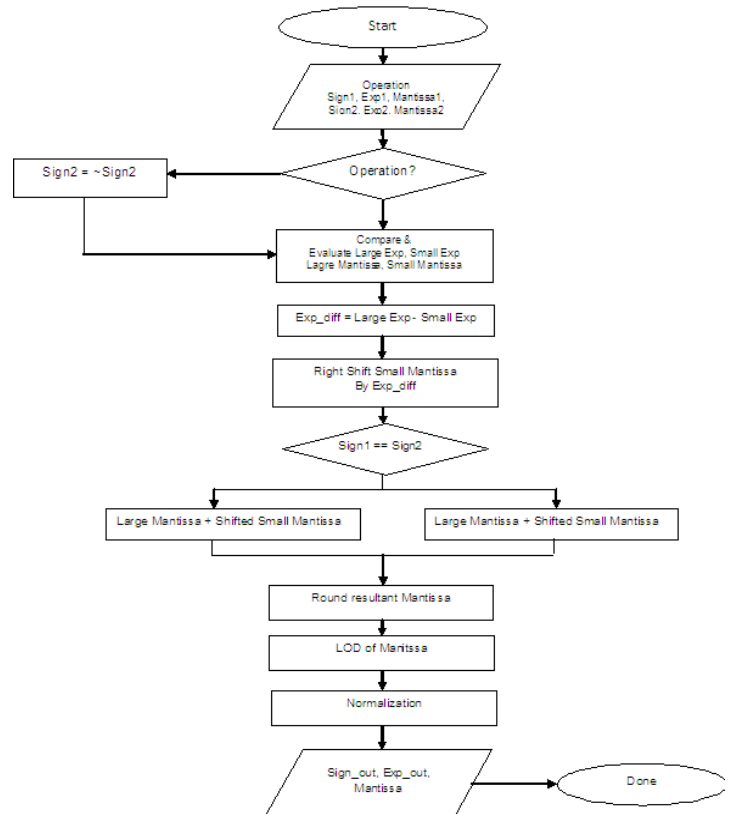 Start
Operation
Sign1, Exp1, Mantissa1,
Sion2. Exo2. Mantissa2
Operation?
Sign2 = ~Sign2
Compare &
Evaluate Large Exp, Small Exp
Lagre Mantissa, Small Mantissa
Exp_diff = Large Exp- Small Exp
Right Shift Small Mantissa
By Exp_diff
Sign1 == Sign2
Large Mantissa + Shifted Small Mantissa
Large Mantissa + Shifted Small Mantissa
Round resultant Mantissa
LOD of Manitssa
Normalization
Sign_out, Exp_out,
Mantissa
Done